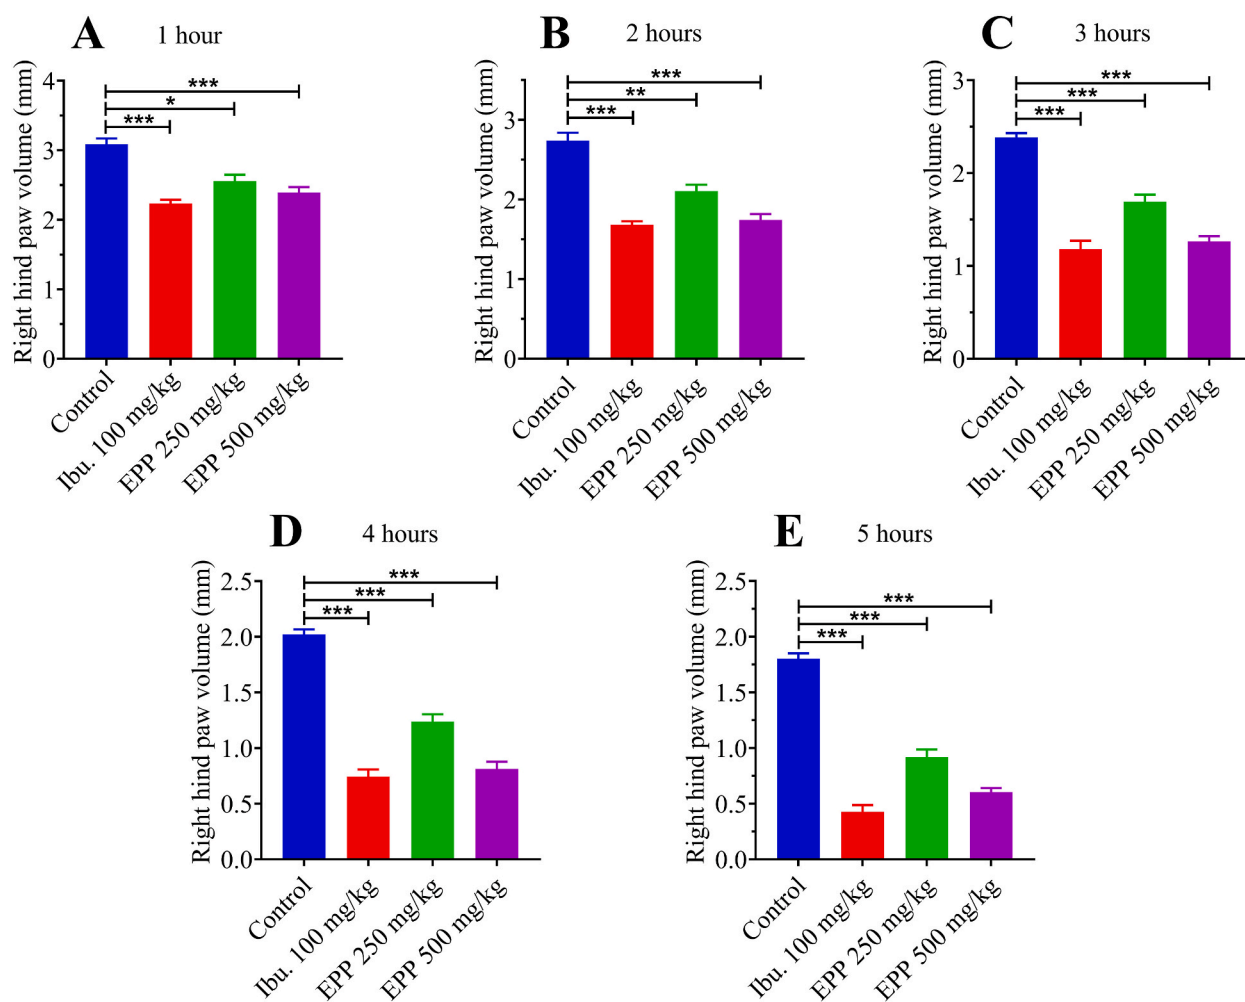 A 1 hour
Right hind paw volume (mm)
4
3
2
1
0
***
*
***
Control
Ibu. 100 mg/kg
EPP 250 mg/kg
EPP 500 mg/kg
B 2 hours
Right hind paw volume (mm)
3
2
1
0
***
**
***
Control
Ibu. 100 mg/kg
EPP 250 mg/kg
EPP 500 mg/kg
C 3 hours
Right hind paw volume (mm)
3
2
1
0
***
***
***
Control
Ibu. 100 mg/kg
EPP 250 mg/kg
EPP 500 mg/kg
D 4 hours
Right hind paw volume (mm)
2.5
2.0
1.5
1.0
0.5
0.0
***
***
***
Control
Ibu. 100 mg/kg
EPP 250 mg/kg
EPP 500 mg/kg
E 5 hours
Right hind paw volume (mm)
2.5
2.0
1.5
1.0
0.5
0.0
***
***
***
Control
Ibu. 100 mg/kg
EPP 250 mg/kg
EPP 500 mg/kg